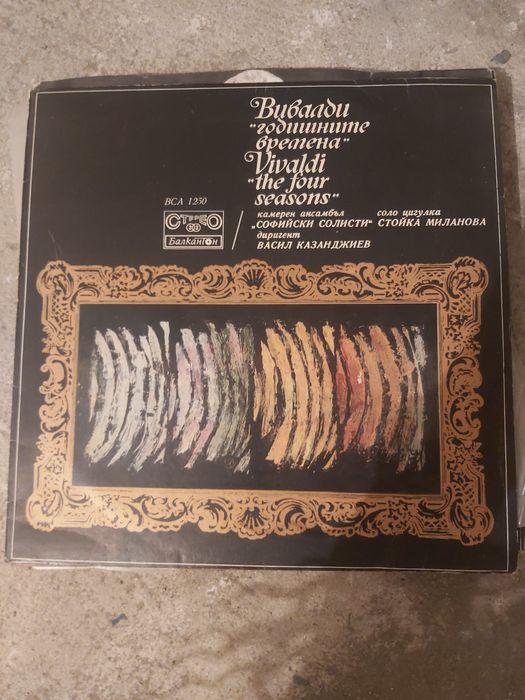 Вивалди
"годишните
времена"
Vivaldi
"the four
seasons"
ВСА 1250
СТЕРЕО
Балкантон
камерен ансамбъл
„СОФИЙСКИ СОЛИСТИ"
диригент
ВАСИЛ КАЗАНДЖИЕВ
соло цигулка
СТОЙКА МИЛАНОВА